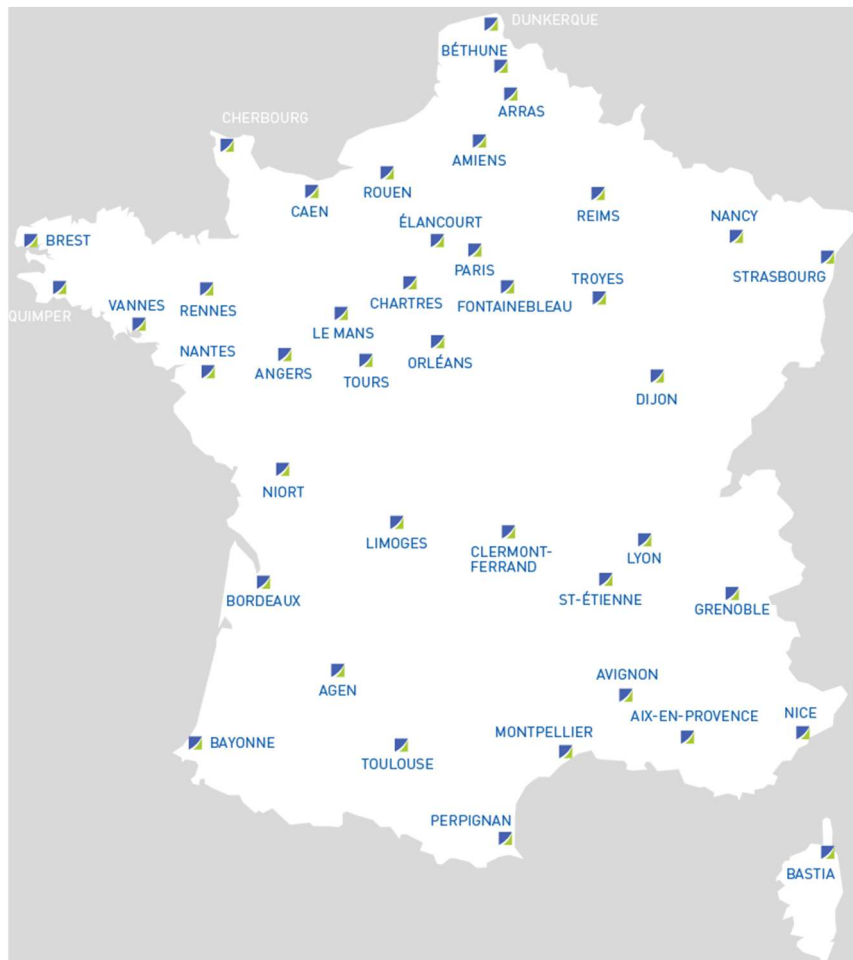 DUNKERQUE
BÉTHUNE
ARRAS
CHERBOURG
AMIENS
ROUEN
CAEN
REIMS
ÉLANCOURT
NANCY
BREST
PARIS
STRASBOURG
TROYES
CHARTRES
FONTAINEBLEAU
VANNES
RENNES
QUIMPER
LE MANS
NANTES
ORLÉANS
ANGERS
TOURS
DIJON
NIORT
LIMOGES
CLERMONT-
FERRAND
LYON
BORDEAUX
ST-ÉTIENNE
GRENOBLE
AVIGNON
AGEN
AIX-EN-PROVENCE
NICE
MONTPELLIER
BAYONNE
TOULOUSE
PERPIGNAN
BASTIA